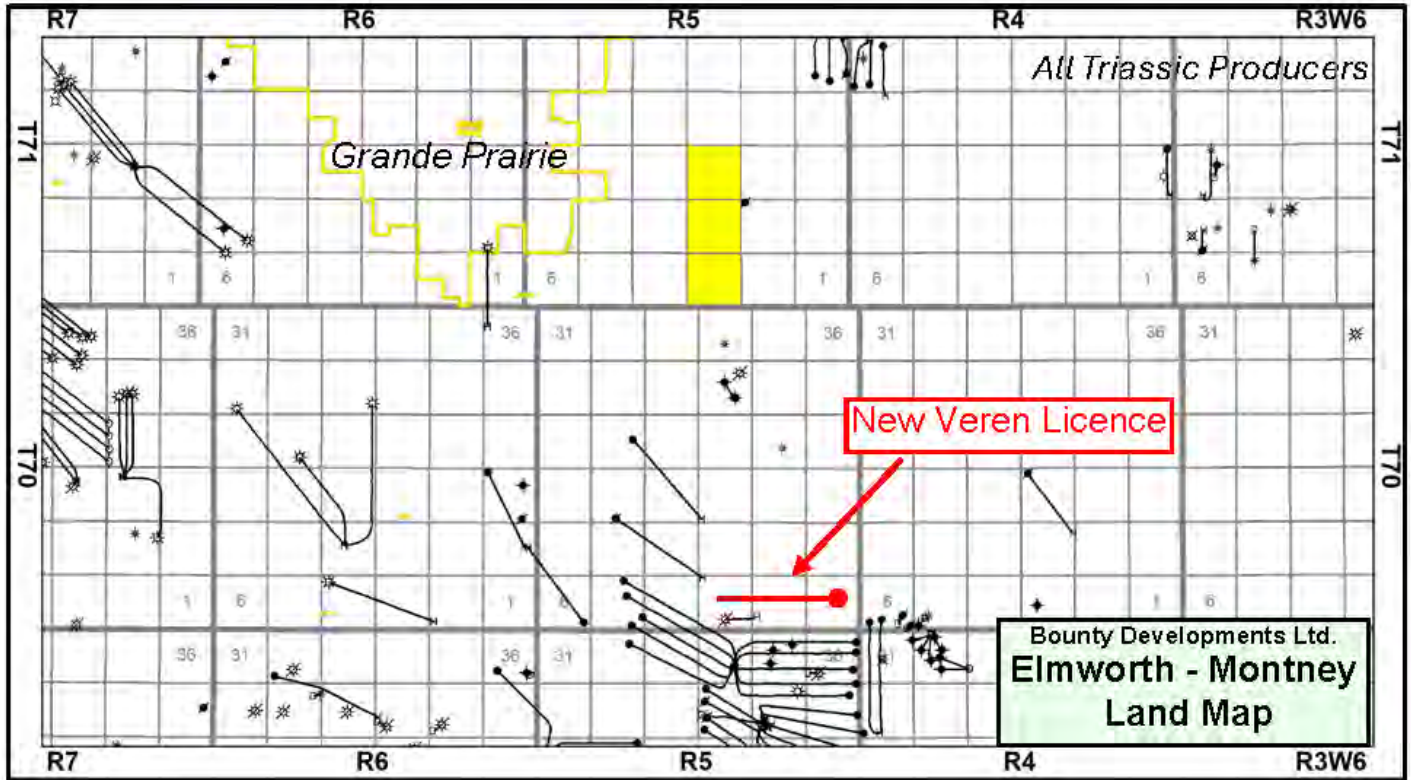 R7 R6 R5 R4 R3W6
All Triassic Producers
T71 T71
Grande Prairie
1 6 1 6 1 6 1 6
36 31 36 31 36 31 36 31
New Veren Licence
T70 T70
1 6 1 6 6 1 6
36 31 36 31 36
Bounty Developments Ltd.
Elmworth - Montney
Land Map
R7 R6 R5 R4 R3W6